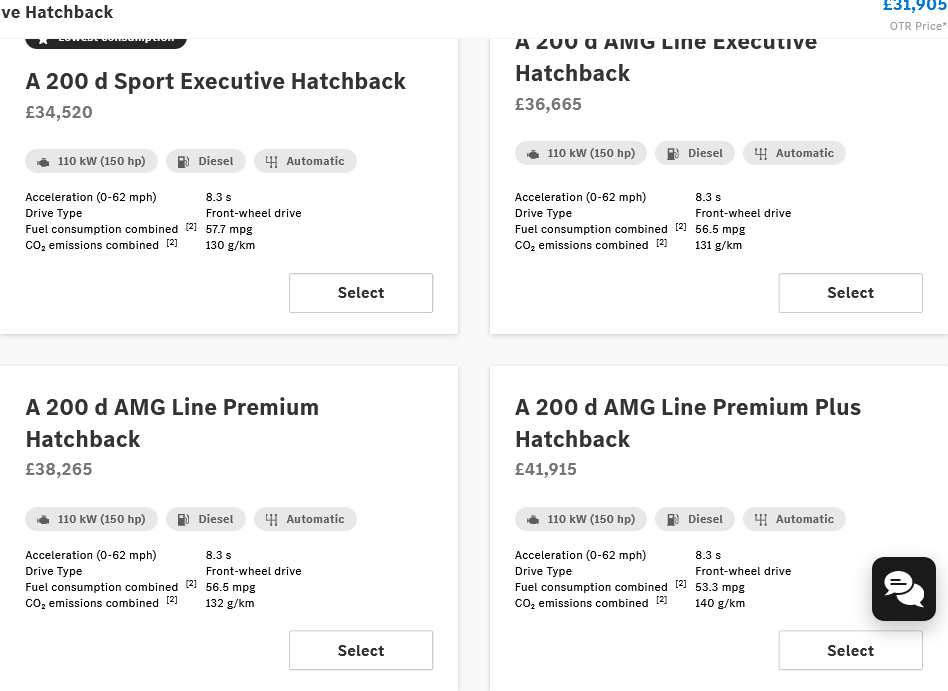 ve Hatchback
£31,905
OTR Price*
Lowest consumption
A 200 d Sport Executive Hatchback
£34,520
110 kW (150 hp)
Diesel
Automatic
Acceleration (0-62 mph) 8.3 s
Drive Type Front-wheel drive
Fuel consumption combined [2] 57.7 mpg
CO₂ emissions combined [2] 130 g/km
Select
A 200 d AMG Line Executive
Hatchback
£36,665
110 kW (150 hp)
Diesel
Automatic
Acceleration (0-62 mph) 8.3 s
Drive Type Front-wheel drive
Fuel consumption combined [2] 56.5 mpg
CO₂ emissions combined [2] 131 g/km
Select
A 200 d AMG Line Premium
Hatchback
£38,265
110 kW (150 hp)
Diesel
Automatic
Acceleration (0-62 mph) 8.3 s
Drive Type Front-wheel drive
Fuel consumption combined [2] 56.5 mpg
CO₂ emissions combined [2] 132 g/km
Select
A 200 d AMG Line Premium Plus
Hatchback
£41,915
110 kW (150 hp)
Diesel
Automatic
Acceleration (0-62 mph) 8.3 s
Drive Type Front-wheel drive
Fuel consumption combined [2] 53.3 mpg
CO₂ emissions combined [2] 140 g/km
Select